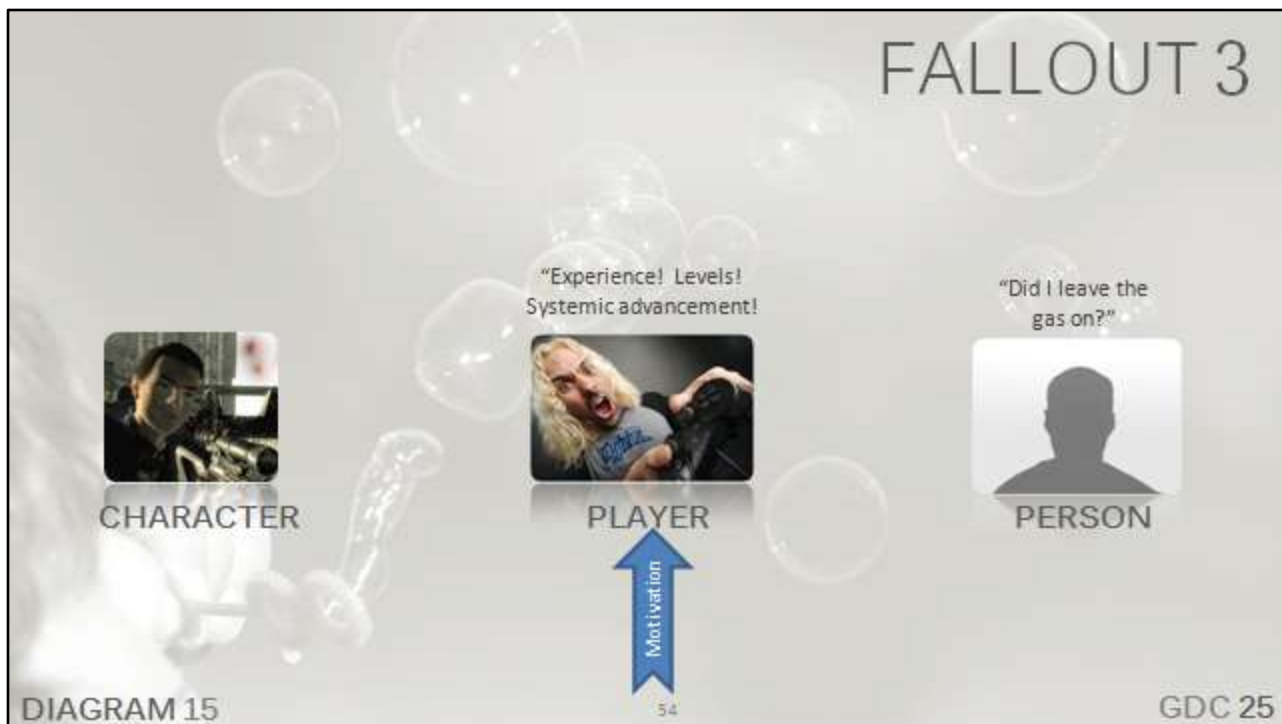 FALLOUT 3
“Experience! Levels!
Systemic advancement!
“Did I leave the
gas on?”
CHARACTER
PLAYER
PERSON
Motivation
DIAGRAM 15
54
GDC 25